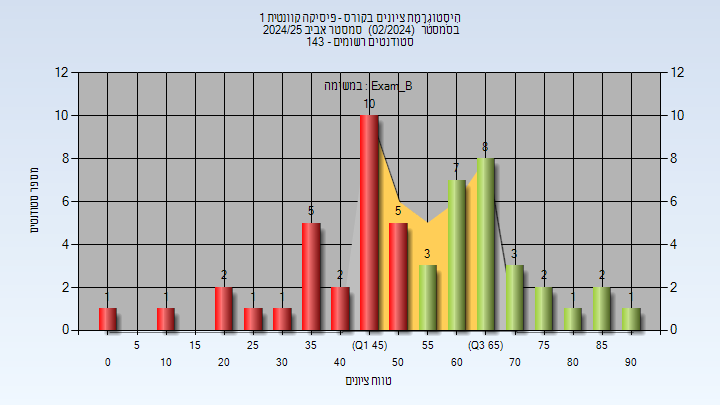 היסטוגרמת ציונים בקורס - פיסיקה קוונטית 1
בסמסטר (02/2024) סמסטר אביב 2024/25
סטודנטים רשומים - 143
במשימה : Exam_B
מספר סטודנטים
12 12
10 10
8 8
6 6
4 4
2 2
0 0
1 1 2 1 1 5 2 10 5 3 7 8 3 2 1 2 1
5 15 25 35 (Q1 45) 55 (Q3 65) 75 85
0 10 20 30 40 50 60 70 80 90
טווח ציונים